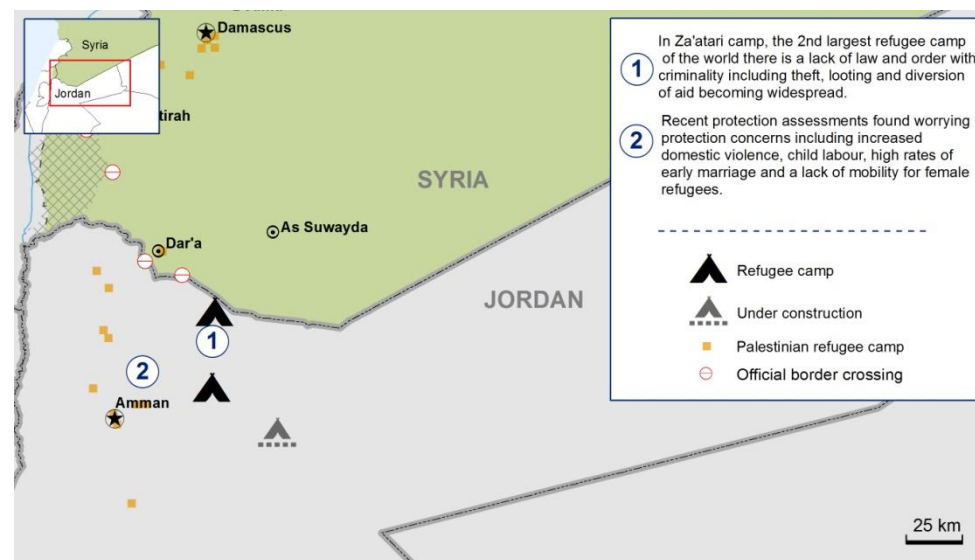 Syria
Jordan
Damascus
SYRIA
As Suwayda
Dar'a
JORDAN
Amman
1
2
25 km
1
In Za'atari camp, the 2nd largest refugee camp
of the world there is a lack of law and order with
criminality including theft, looting and diversion
of aid becoming widespread.
2
Recent protection assessments found worrying
protection concerns including increased
domestic violence, child labour, high rates of
early marriage and a lack of mobility for female
refugees.
Refugee camp
Under construction
Palestinian refugee camp
Official border crossing